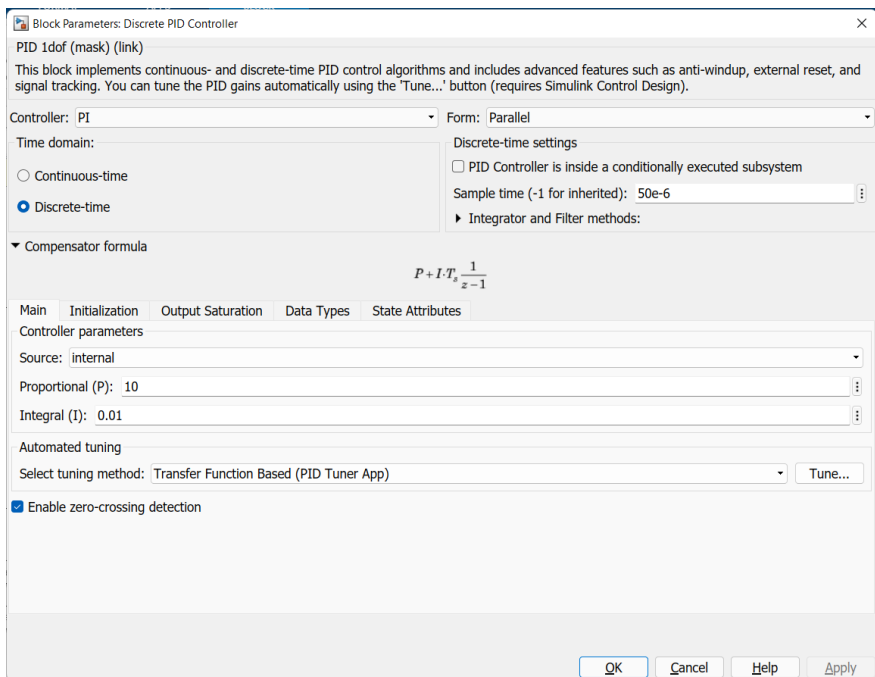 Block Parameters: Discrete PID Controller
PID 1dof (mask) (link)
This block implements continuous- and discrete-time PID control algorithms and includes advanced features such as anti-windup, external reset, and
signal tracking. You can tune the PID gains automatically using the 'Tune...' button (requires Simulink Control Design).
Controller: PI
Form: Parallel
Time domain:
Continuous-time
Discrete-time
Discrete-time settings
PID Controller is inside a conditionally executed subsystem
Sample time (-1 for inherited): 50e-6
Integrator and Filter methods:
Compensator formula
P + I·T_s 1/(z−1)
Main Initialization Output Saturation Data Types State Attributes
Controller parameters
Source: internal
Proportional (P): 10
Integral (I): 0.01
Automated tuning
Select tuning method: Transfer Function Based (PID Tuner App) Tune...
Enable zero-crossing detection
OK Cancel Help Apply